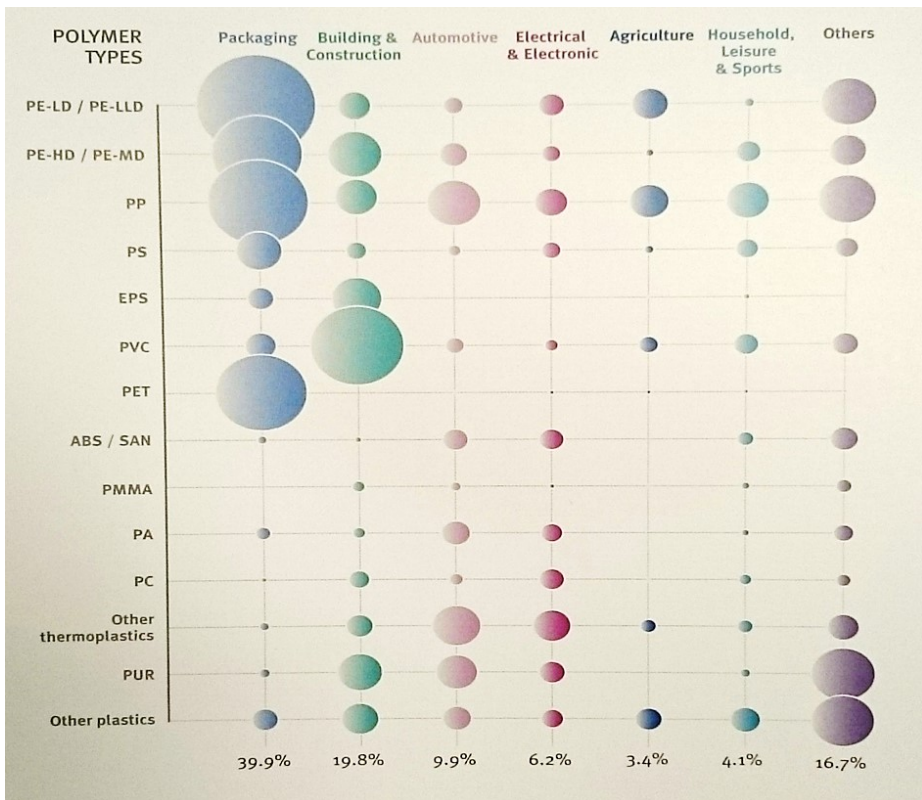 POLYMER
TYPES
Packaging
Building &
Construction
Automotive
Electrical
& Electronic
Agriculture
Household,
Leisure
& Sports
Others
PE-LD / PE-LLD
PE-HD / PE-MD
PP
PS
EPS
PVC
PET
ABS / SAN
PMMA
PA
PC
Other
thermoplastics
PUR
Other plastics
39.9%
19.8%
9.9%
6.2%
3.4%
4.1%
16.7%